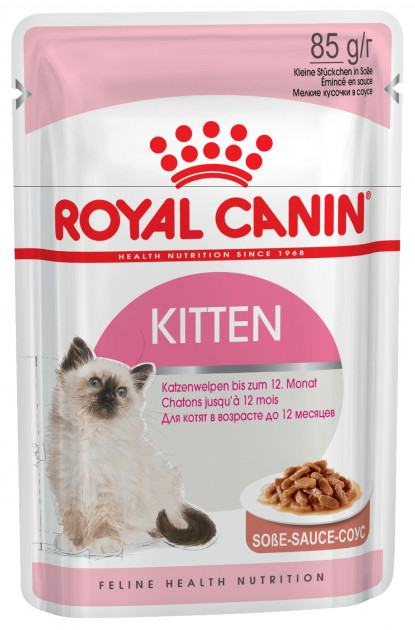 85 g/г
Kleine Stückchen in Soße
Émincé en sauce
Мелкие кусочки в соусе
ROYAL CANIN®
HEALTH NUTRITION SINCE 1968
KITTEN
Katzenwelpen bis zum 12. Monat
Chatons jusqu'à 12 mois
Для котят в возрасте до 12 месяцев
SOßE-SAUCE-СОУС
FELINE HEALTH NUTRITION